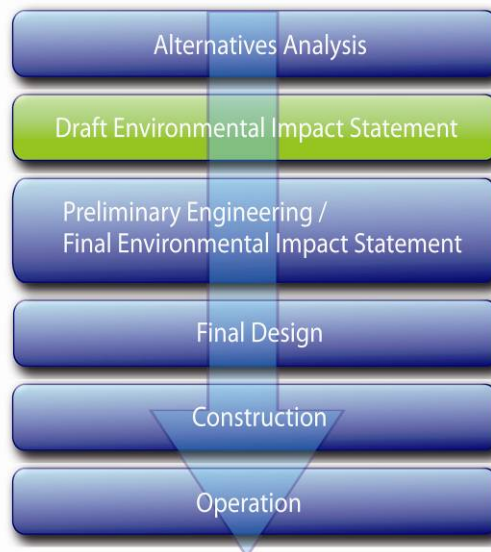 Alternatives Analysis
Draft Environmental Impact Statement
Preliminary Engineering /
Final Environmental Impact Statement
Final Design
Construction
Operation